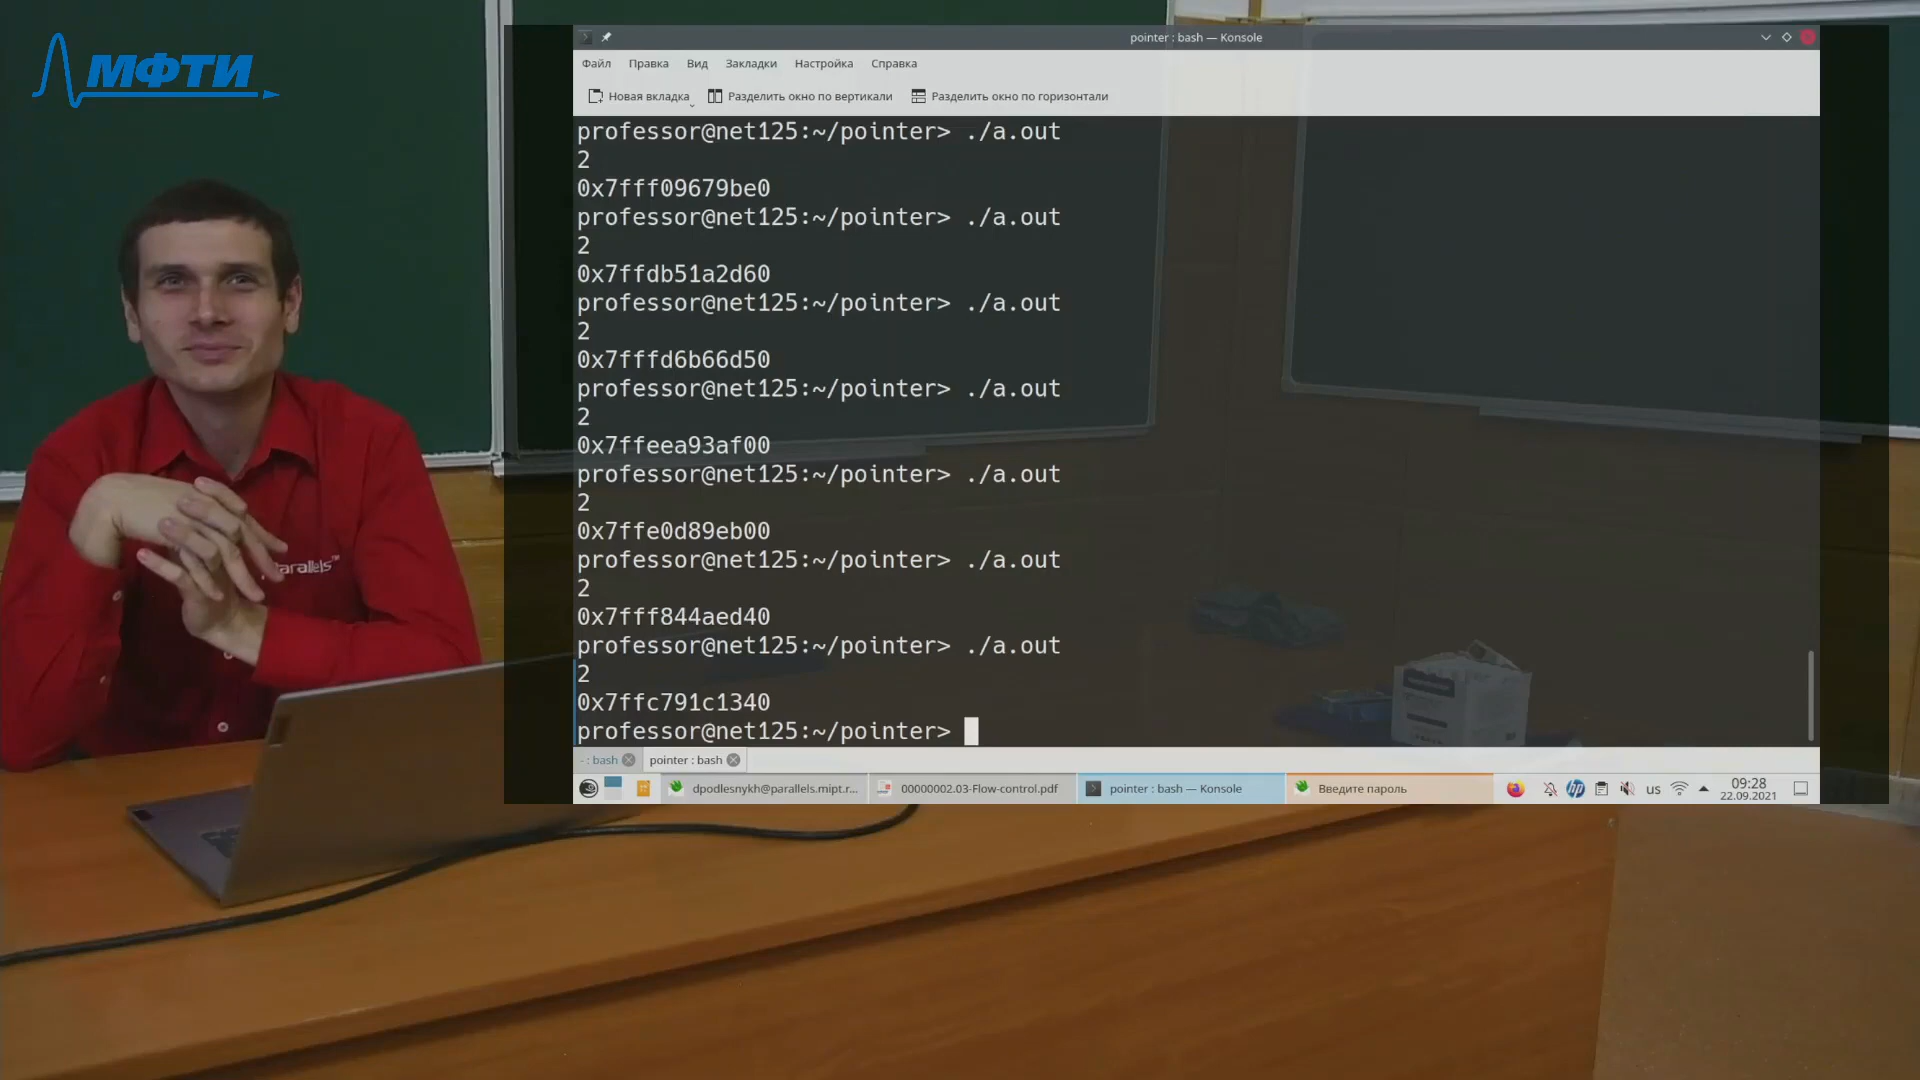 МФТИ
pointer : bash — Konsole
Файл Правка Вид Закладки Настройка Справка
Новая вкладка Разделить окно по вертикали Разделить окно по горизонтали
professor@net125:~/pointer> ./a.out
2
0x7fff09679be0
professor@net125:~/pointer> ./a.out
2
0x7ffdb51a2d60
professor@net125:~/pointer> ./a.out
2
0x7fffd6b66d50
professor@net125:~/pointer> ./a.out
2
0x7ffeea93af00
professor@net125:~/pointer> ./a.out
2
0x7ffe0d89eb00
professor@net125:~/pointer> ./a.out
2
0x7fff844aed40
professor@net125:~/pointer> ./a.out
2
0x7ffc791c1340
professor@net125:~/pointer>
- : bash pointer : bash
dpodlesnykh@parallels.mipt.r... 00000002.03-Flow-control.pdf pointer : bash — Konsole Введите пароль us 09:28
22.09.2021
Parallels™